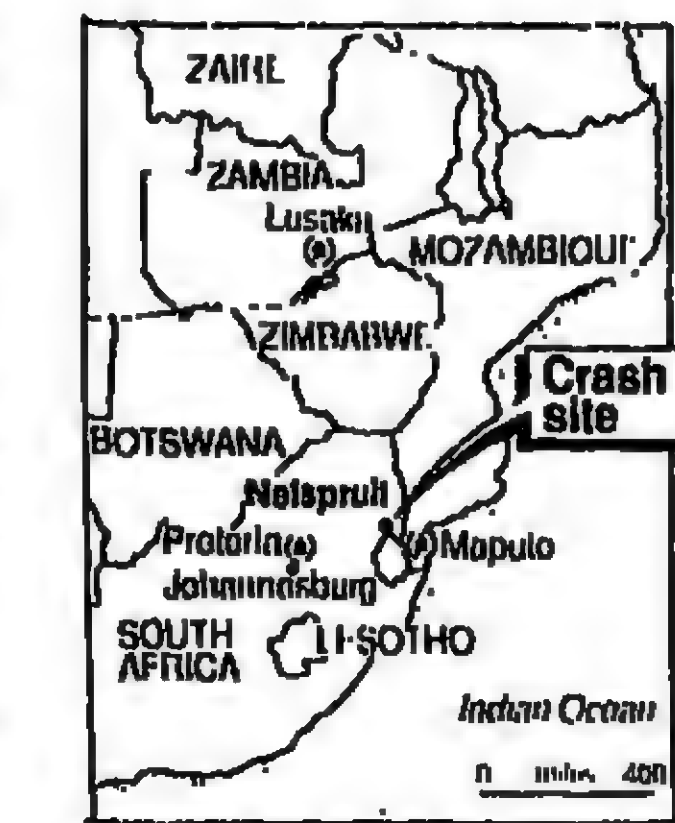 ZAIRE
ZAMBIA
Lusaka
MOZAMBIQUE
ZIMBABWE
Crash
site
BOTSWANA
Nelspruit
Pretoria
Maputo
Johannesburg
SOUTH
AFRICA
LESOTHO
Indian Ocean
0 miles 400